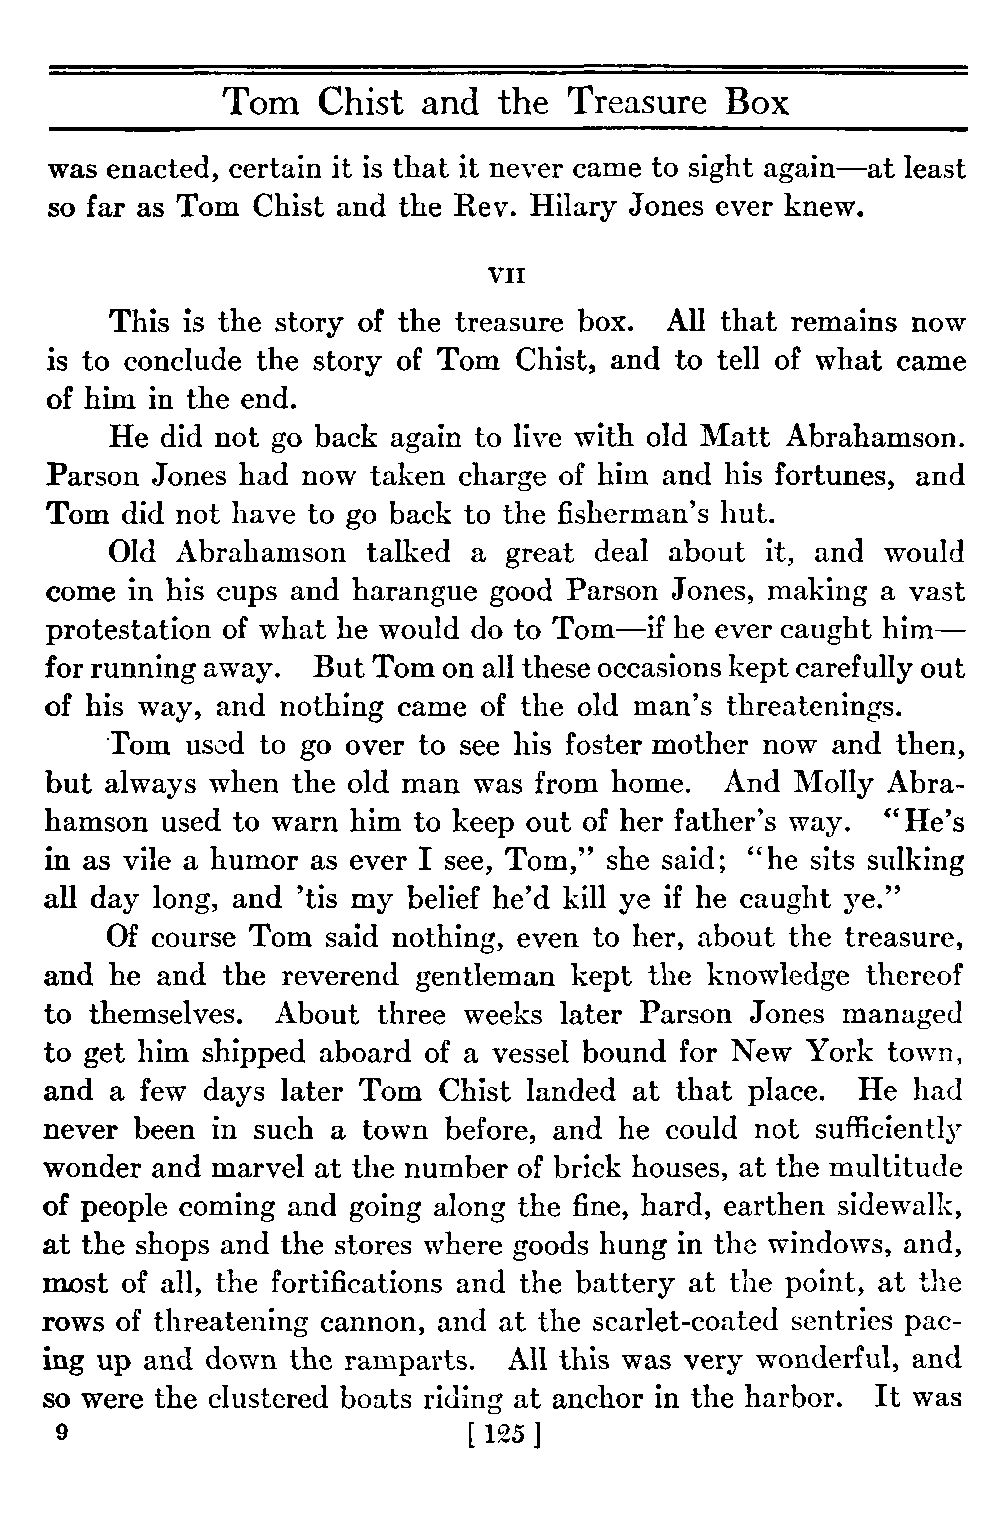 Tom Chist and the Treasure Box
was enacted, certain it is that it never came to sight again—at least
so far as Tom Chist and the Rev. Hilary Jones ever knew.
VII
This is the story of the treasure box. All that remains now
is to conclude the story of Tom Chist, and to tell of what came
of him in the end.
He did not go back again to live with old Matt Abrahamson.
Parson Jones had now taken charge of him and his fortunes, and
Tom did not have to go back to the fisherman's hut.
Old Abrahamson talked a great deal about it, and would
come in his cups and harangue good Parson Jones, making a vast
protestation of what he would do to Tom—if he ever caught him—
for running away. But Tom on all these occasions kept carefully out
of his way, and nothing came of the old man's threatenings.
Tom used to go over to see his foster mother now and then,
but always when the old man was from home. And Molly Abra-
hamson used to warn him to keep out of her father's way. "He's
in as vile a humor as ever I see, Tom," she said; "he sits sulking
all day long, and 'tis my belief he'd kill ye if he caught ye."
Of course Tom said nothing, even to her, about the treasure,
and he and the reverend gentleman kept the knowledge thereof
to themselves. About three weeks later Parson Jones managed
to get him shipped aboard of a vessel bound for New York town,
and a few days later Tom Chist landed at that place. He had
never been in such a town before, and he could not sufficiently
wonder and marvel at the number of brick houses, at the multitude
of people coming and going along the fine, hard, earthen sidewalk,
at the shops and the stores where goods hung in the windows, and,
most of all, the fortifications and the battery at the point, at the
rows of threatening cannon, and at the scarlet-coated sentries pac-
ing up and down the ramparts. All this was very wonderful, and
so were the clustered boats riding at anchor in the harbor. It was
9 [ 125 ]